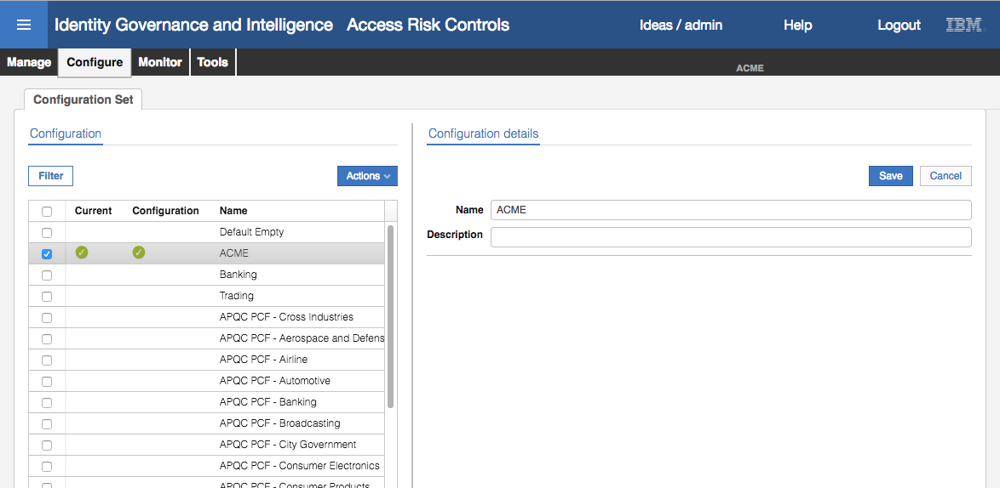 Identity Governance and Intelligence Access Risk Controls Ideas / admin Help Logout IBM
Manage Configure Monitor Tools ACME
Configuration Set
Configuration
Filter Actions
Current Configuration Name
Default Empty
ACME
Banking
Trading
APQC PCF - Cross Industries
APQC PCF - Aerospace and Defens
APQC PCF - Airline
APQC PCF - Automotive
APQC PCF - Banking
APQC PCF - Broadcasting
APQC PCF - City Government
APQC PCF - Consumer Electronics
APQC PCF - Consumer Products
Configuration details
Save Cancel
Name ACME
Description